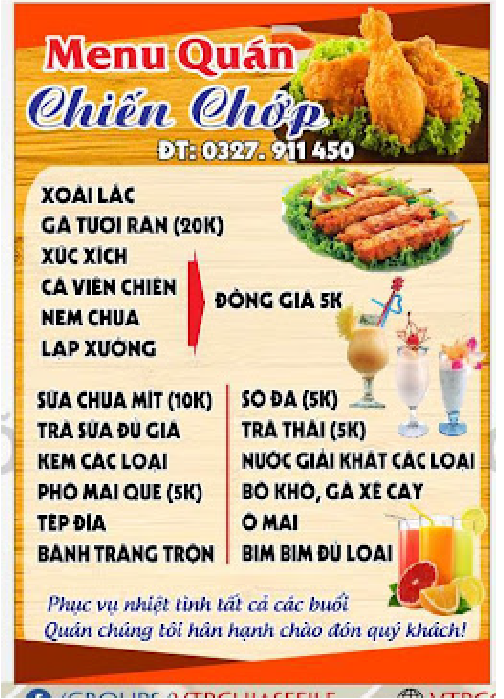 Menu Quán
Chiến Chớp
ĐT: 0327. 911 450
XOÀI LẮC
GÀ TƯƠI RÁN (20K)
XÚC XÍCH
CÁ VIÊN CHIÊN
NEM CHUA
LẠP XƯỞNG
ĐỒNG GIÁ 5K
SỮA CHUA MÍT (10K)
TRÀ SỮA ĐỦ GIÁ
KEM CÁC LOẠI
PHÔ MAI QUE (5K)
TÉP ĐĨA
BÁNH TRÁNG TRỘN
SÔ ĐÁ (5K)
TRÀ THÁI (5K)
NƯỚC GIẢI KHÁT CÁC LOẠI
BÒ KHÔ, GÀ XÉ CAY
Ô MAI
BIM BIM ĐỦ LOẠI
Phục vụ nhiệt tình tất cả các buổi
Quán chúng tôi hân hạnh chào đón quý khách!